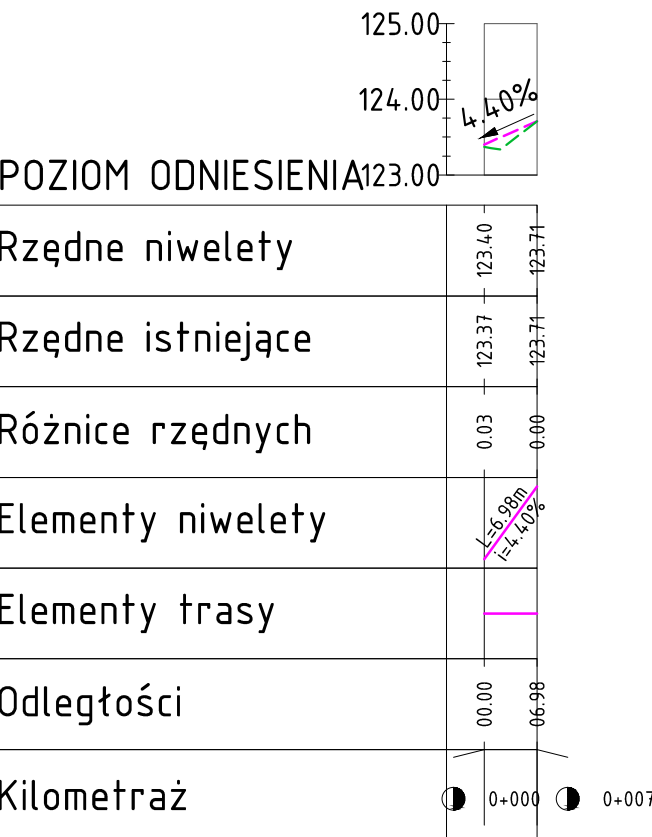 125.00
124.00
4.40%
POZIOM ODNIESIENIA 123.00
Rzędne niwelety 123.40 123.71
Rzędne istniejące 123.37 123.71
Różnice rzędnych 0.03 0.00
Elementy niwelety L=6.98m i=4.40%
Elementy trasy
Odległości 00.00 06.98
Kilometraż 0+000 0+007